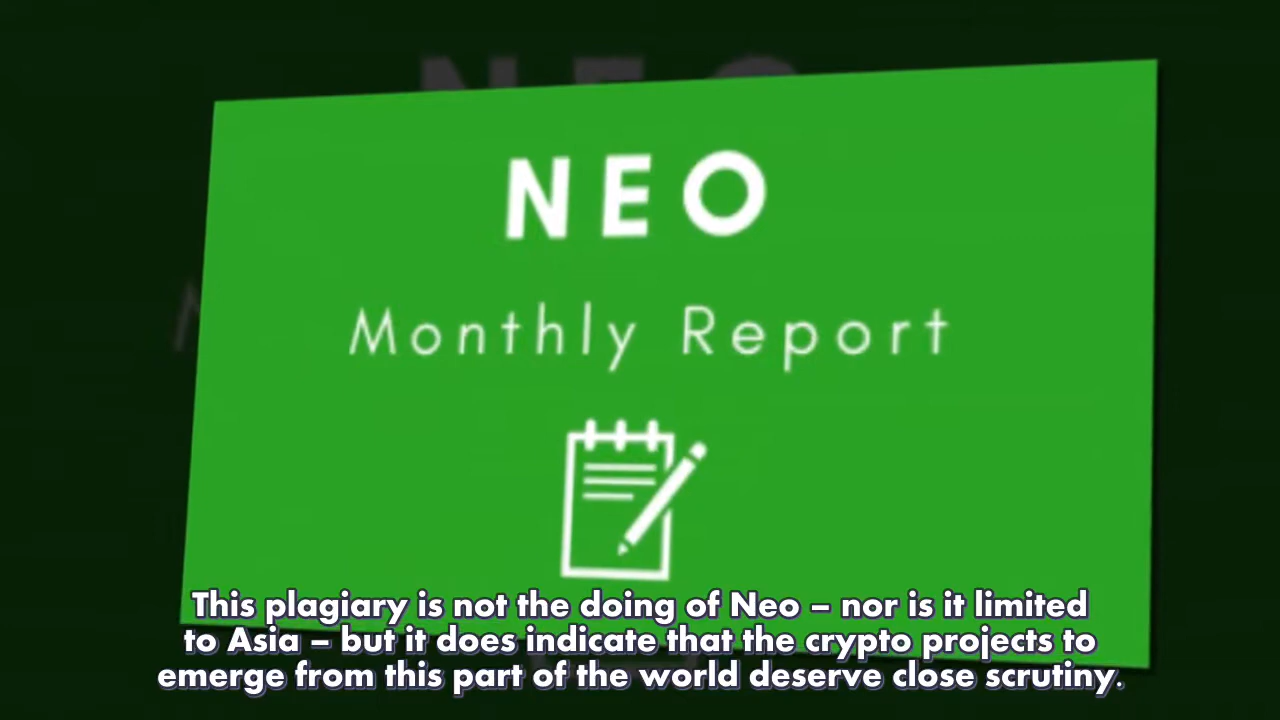 NEO
Monthly Report
This plagiary is not the doing of Neo – nor is it limited
to Asia – but it does indicate that the crypto projects to
emerge from this part of the world deserve close scrutiny.